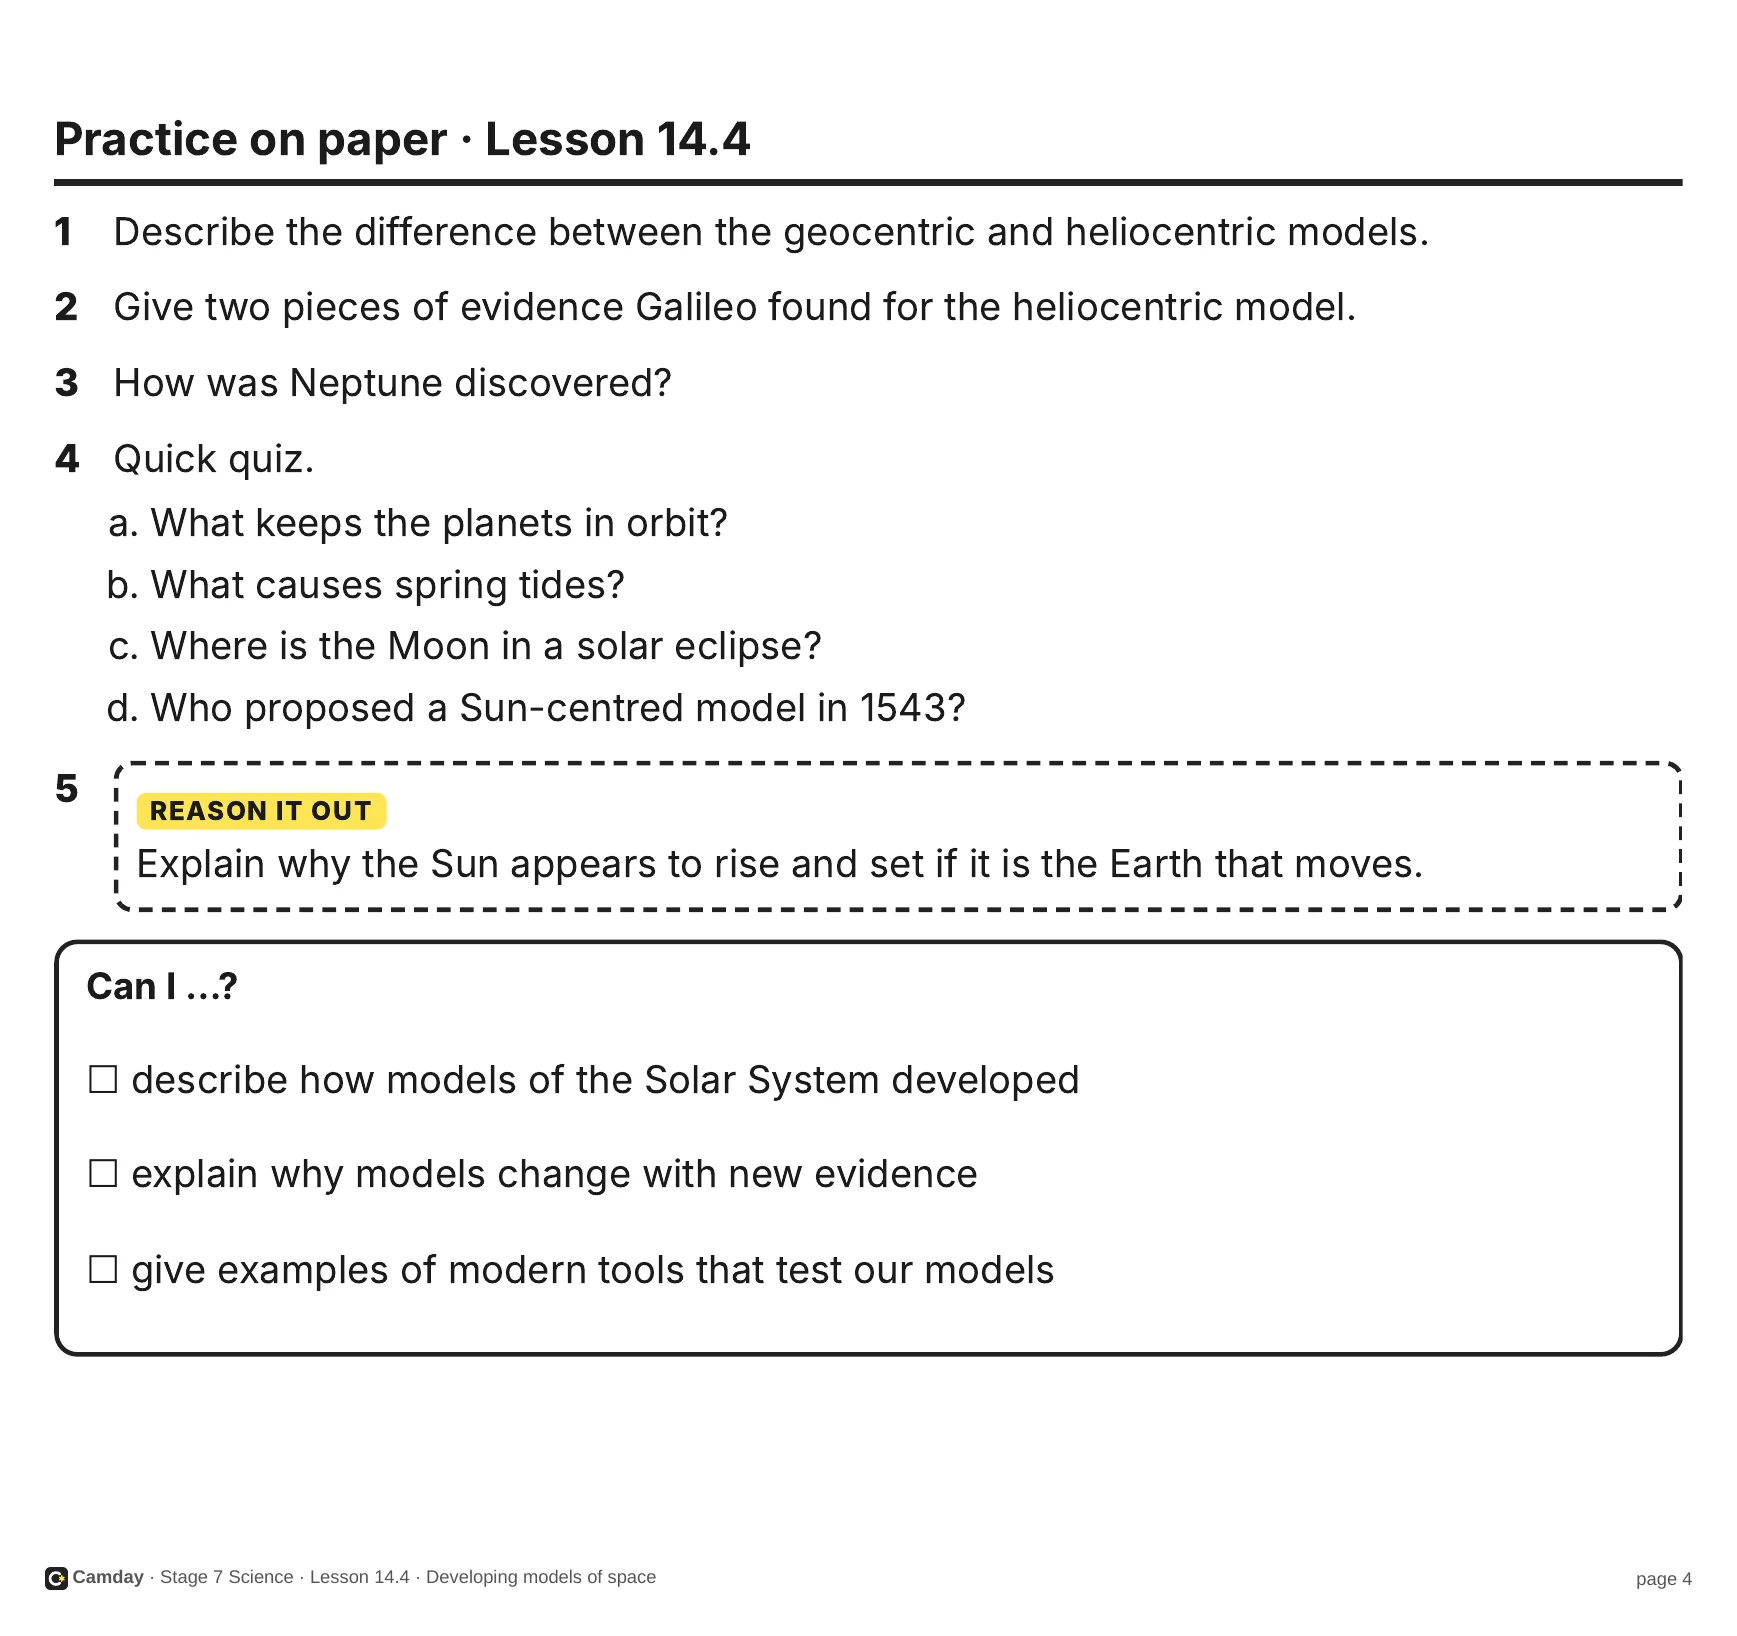 Practice on paper · Lesson 14.4
1 Describe the difference between the geocentric and heliocentric models.
2 Give two pieces of evidence Galileo found for the heliocentric model.
3 How was Neptune discovered?
4 Quick quiz.
a. What keeps the planets in orbit?
b. What causes spring tides?
c. Where is the Moon in a solar eclipse?
d. Who proposed a Sun-centred model in 1543?
5 REASON IT OUT
Explain why the Sun appears to rise and set if it is the Earth that moves.
Can I …?
☐ describe how models of the Solar System developed
☐ explain why models change with new evidence
☐ give examples of modern tools that test our models
Camday · Stage 7 Science · Lesson 14.4 · Developing models of space
page 4